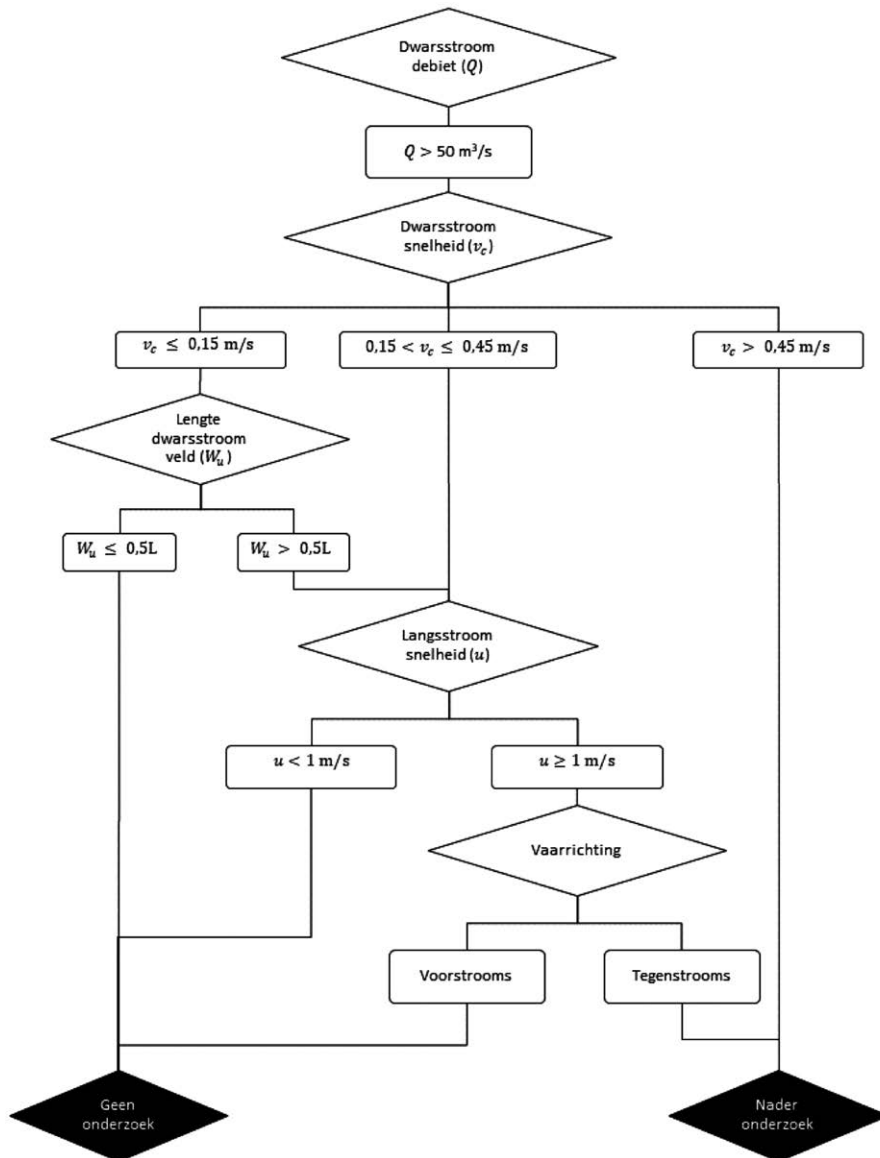 Dwarsstroom
debiet (Q)
Q > 50 m³/s
Dwarsstroom
snelheid (v_c)
v_c ≤ 0,15 m/s
0,15 < v_c ≤ 0,45 m/s
v_c > 0,45 m/s
Lengte
dwarsstroom
veld (W_u)
W_u ≤ 0,5L
W_u > 0,5L
Langsstroom
snelheid (u)
u < 1 m/s
u ≥ 1 m/s
Vaarrichting
Voorstrooms
Tegenstrooms
Geen
onderzoek
Nader
onderzoek